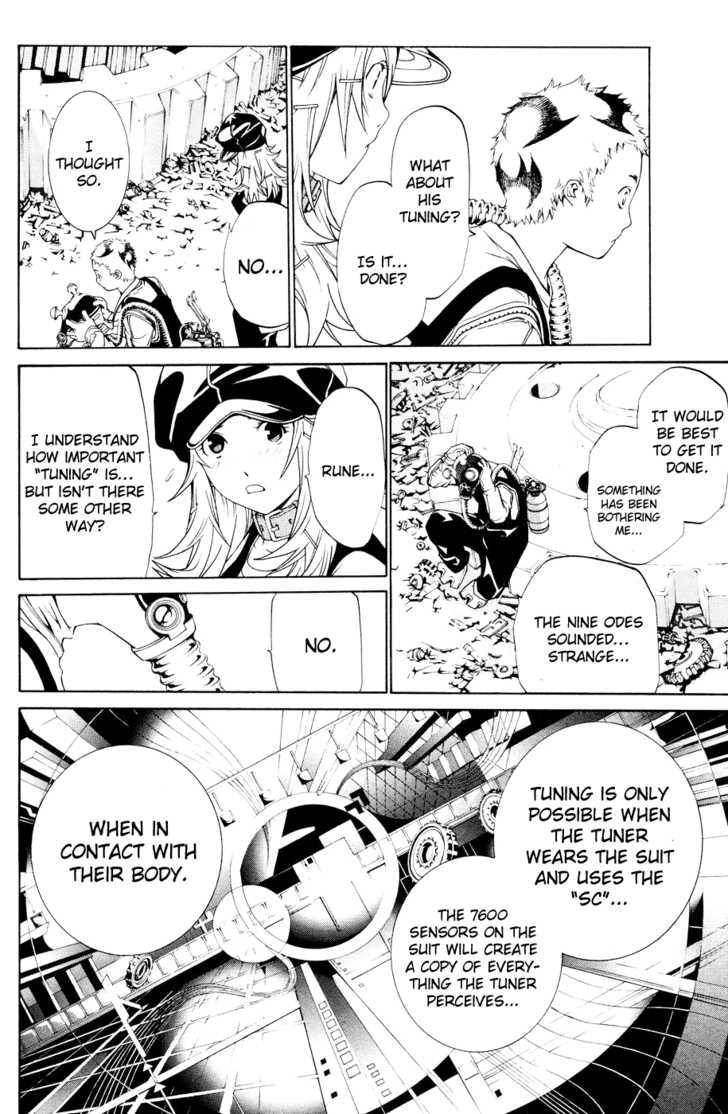 WHAT
ABOUT
HIS
TUNING?
IS IT...
DONE?
NO...
I
THOUGHT
SO.
IT WOULD
BE BEST
TO GET IT
DONE.
SOMETHING
HAS BEEN
BOTHERING
ME...
THE NINE ODES
SOUNDED...
STRANGE...
RUNE...
I UNDERSTAND
HOW IMPORTANT
"TUNING" IS...
BUT ISN'T THERE
SOME OTHER
WAY?
NO.
TUNING IS ONLY
POSSIBLE WHEN
THE TUNER
WEARS THE SUIT
AND USES THE
"SC"...
THE 7600
SENSORS ON
THE SUIT WILL CREATE
A COPY OF EVERY-
THING THE TUNER
PERCEIVES...
WHEN IN
CONTACT WITH
THEIR BODY.